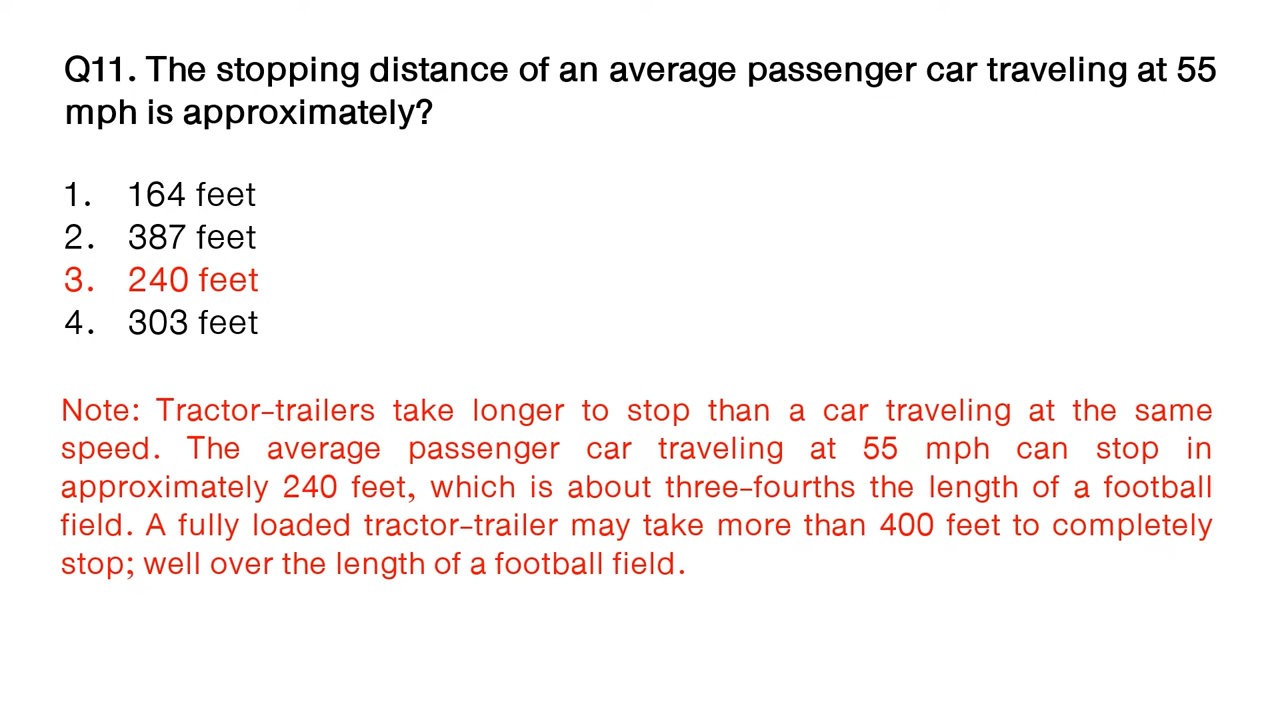 Q11. The stopping distance of an average passenger car traveling at 55
mph is approximately?
1. 164 feet
2. 387 feet
3. 240 feet
4. 303 feet
Note: Tractor-trailers take longer to stop than a car traveling at the same
speed. The average passenger car traveling at 55 mph can stop in
approximately 240 feet, which is about three-fourths the length of a football
field. A fully loaded tractor-trailer may take more than 400 feet to completely
stop; well over the length of a football field.